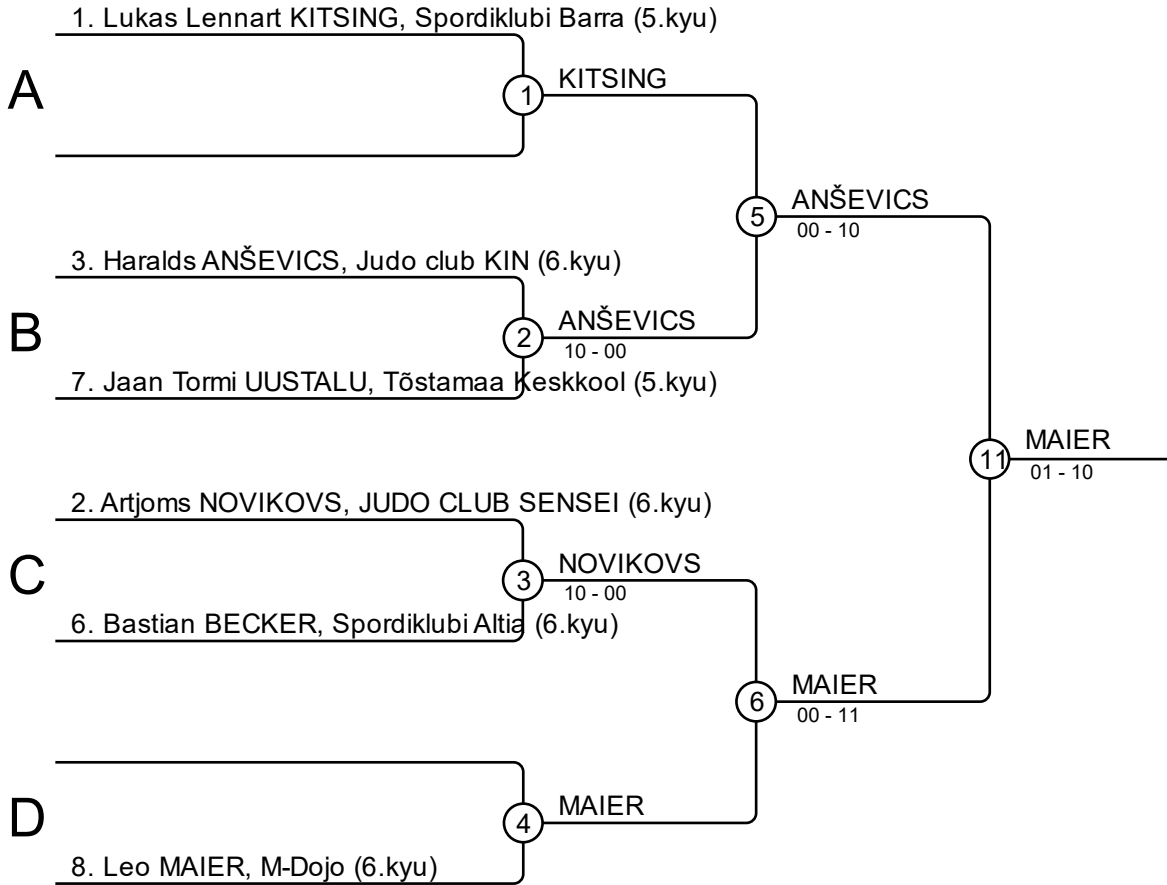 1. Lukas Lennart KITSING, Spordiklubi Barra (5.kyu)
A
1
KITSING
5
ANŠEVICS
00 - 10
3. Haralds ANŠEVICS, Judo club KIN (6.kyu)
B
2
ANŠEVICS
10 - 00
7. Jaan Tormi UUSTALU, Tõstamaa Keskkool (5.kyu)
11
MAIER
01 - 10
2. Artjoms NOVIKOVS, JUDO CLUB SENSEI (6.kyu)
C
3
NOVIKOVS
10 - 00
6. Bastian BECKER, Spordiklubi Altia (6.kyu)
6
MAIER
00 - 11
D
4
MAIER
8. Leo MAIER, M-Dojo (6.kyu)